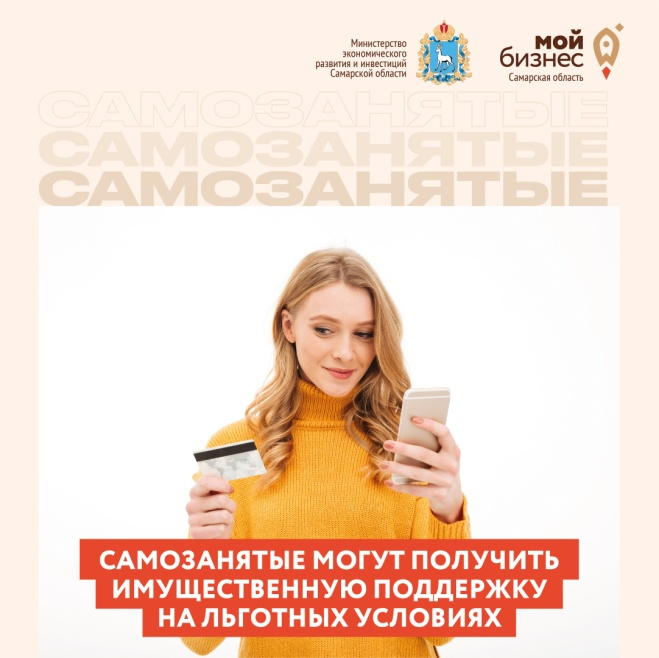 Министерство
экономического
развития и инвестиций
Самарской области
мой
бизнес
Самарская область
САМОЗАНЯТЫЕ
САМОЗАНЯТЫЕ
САМОЗАНЯТЫЕ
САМОЗАНЯТЫЕ МОГУТ ПОЛУЧИТЬ
ИМУЩЕСТВЕННУЮ ПОДДЕРЖКУ
НА ЛЬГОТНЫХ УСЛОВИЯХ